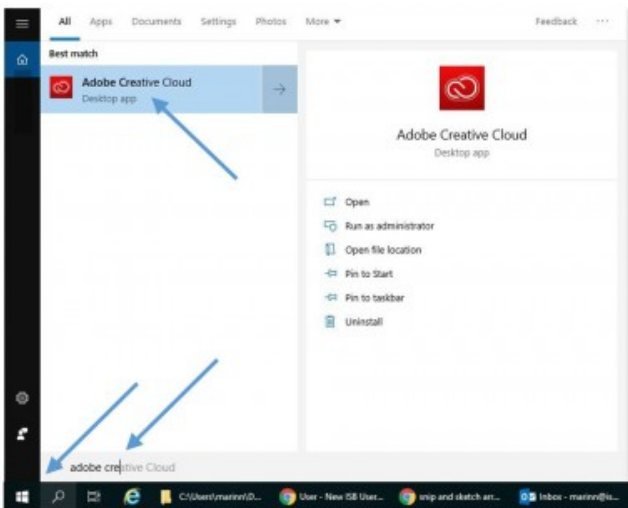 All Apps Documents Settings Photos More Feedback ...
Best match
Adobe Creative Cloud
Desktop app
Adobe Creative Cloud
Desktop app
Open
Run as administrator
Open file location
Pin to Start
Pin to taskbar
Uninstall
adobe creative Cloud
C:\Users\marinn\D... User - New ISB User... snip and sketch arr... Inbox - marinn@is...